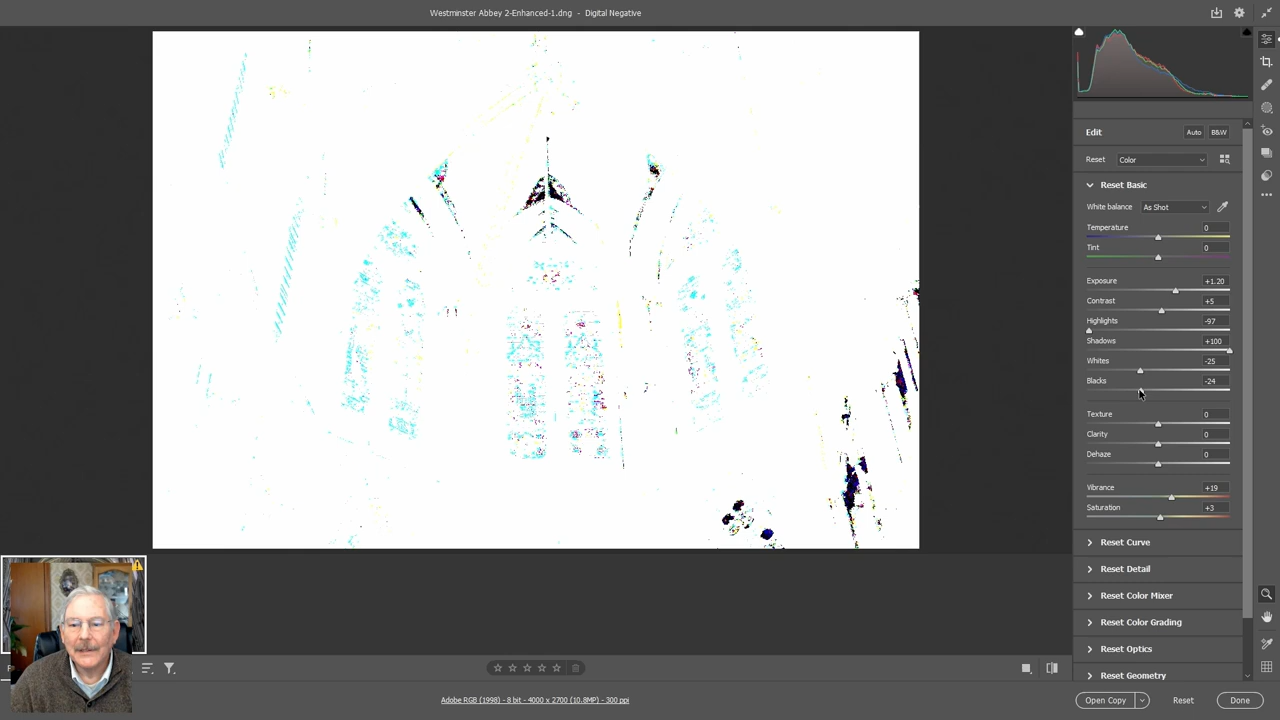 Westminster Abbey 2-Enhanced-1.dng - Digital Negative
Edit
Auto
B&W
Reset
Color
Reset Basic
White balance
As Shot
Temperature
0
Tint
0
Exposure
+1.20
Contrast
+5
Highlights
-97
Shadows
+100
Whites
-25
Blacks
-24
Texture
0
Clarity
0
Dehaze
0
Vibrance
+19
Saturation
+3
Reset Curve
Reset Detail
Reset Color Mixer
Reset Color Grading
Reset Optics
Reset Geometry
Adobe RGB (1998) - 8 bit - 4000 x 2700 (10.8MP) - 300 ppi
Open Copy
Reset
Done